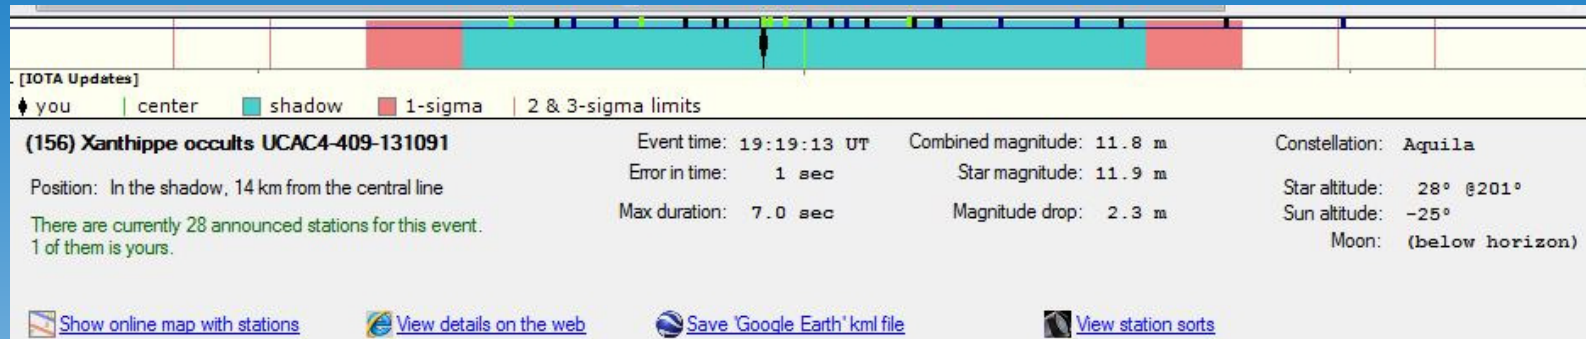 . [IOTA Updates]
you center shadow 1-sigma 2 & 3-sigma limits
(156) Xanthippe occults UCAC4-409-131091
Position: In the shadow, 14 km from the central line
There are currently 28 announced stations for this event.
1 of them is yours.
Event time: 19:19:13 UT
Error in time: 1 sec
Max duration: 7.0 sec
Combined magnitude: 11.8 m
Star magnitude: 11.9 m
Magnitude drop: 2.3 m
Constellation: Aquila
Star altitude: 28° @201°
Sun altitude: -25°
Moon: (below horizon)
Show online map with stations
View details on the web
Save 'Google Earth' kml file
View station sorts